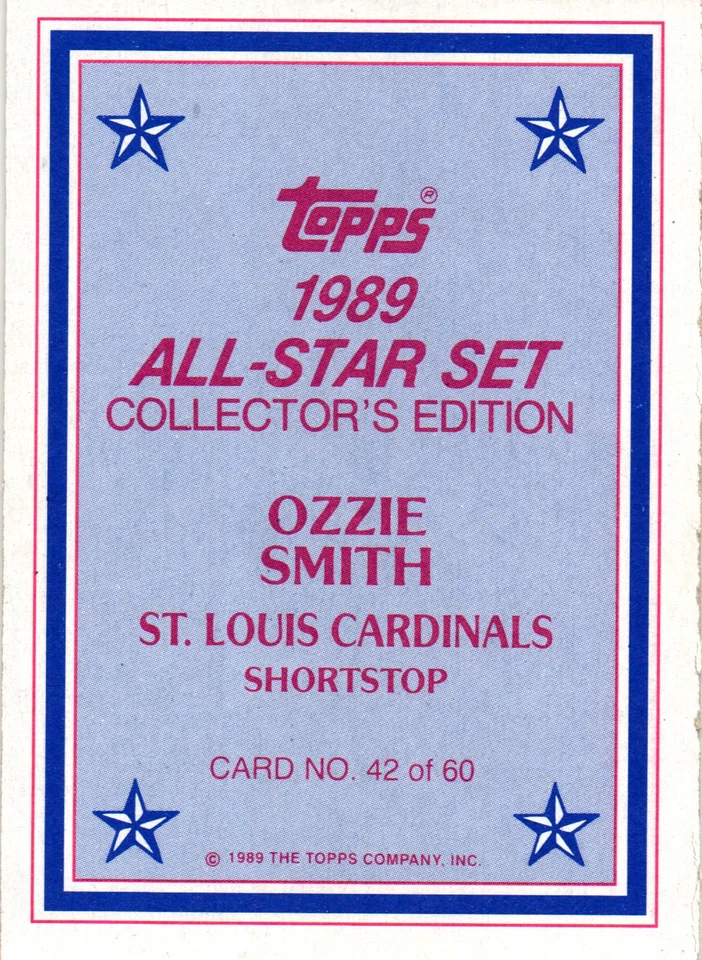 Topps®
1989
ALL-STAR SET
COLLECTOR'S EDITION
OZZIE
SMITH
ST. LOUIS CARDINALS
SHORTSTOP
CARD NO. 42 of 60
© 1989 THE TOPPS COMPANY, INC.